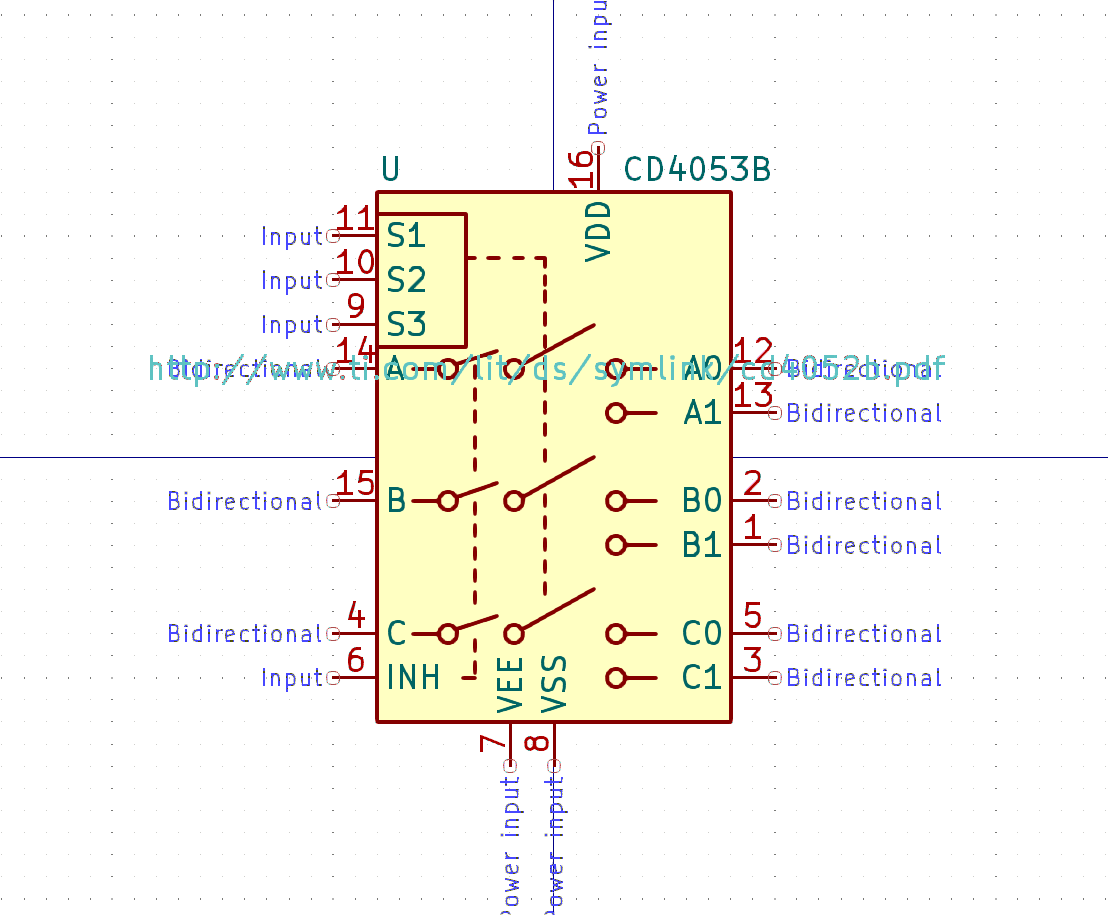 Power input
16
U
CD4053B
VDD
Input 11 S1
Input 10 S2
Input 9 S3
Bidirectional 14 A
A0 12 Bidirectional
http://www.ti.com/lit/ds/symlink/cd4052b.pdf
A1 13 Bidirectional
Bidirectional 15 B
B0 2 Bidirectional
B1 1 Bidirectional
Bidirectional 4 C
C0 5 Bidirectional
Input 6 INH
C1 3 Bidirectional
VEE
VSS
7
8
Power input
Power input